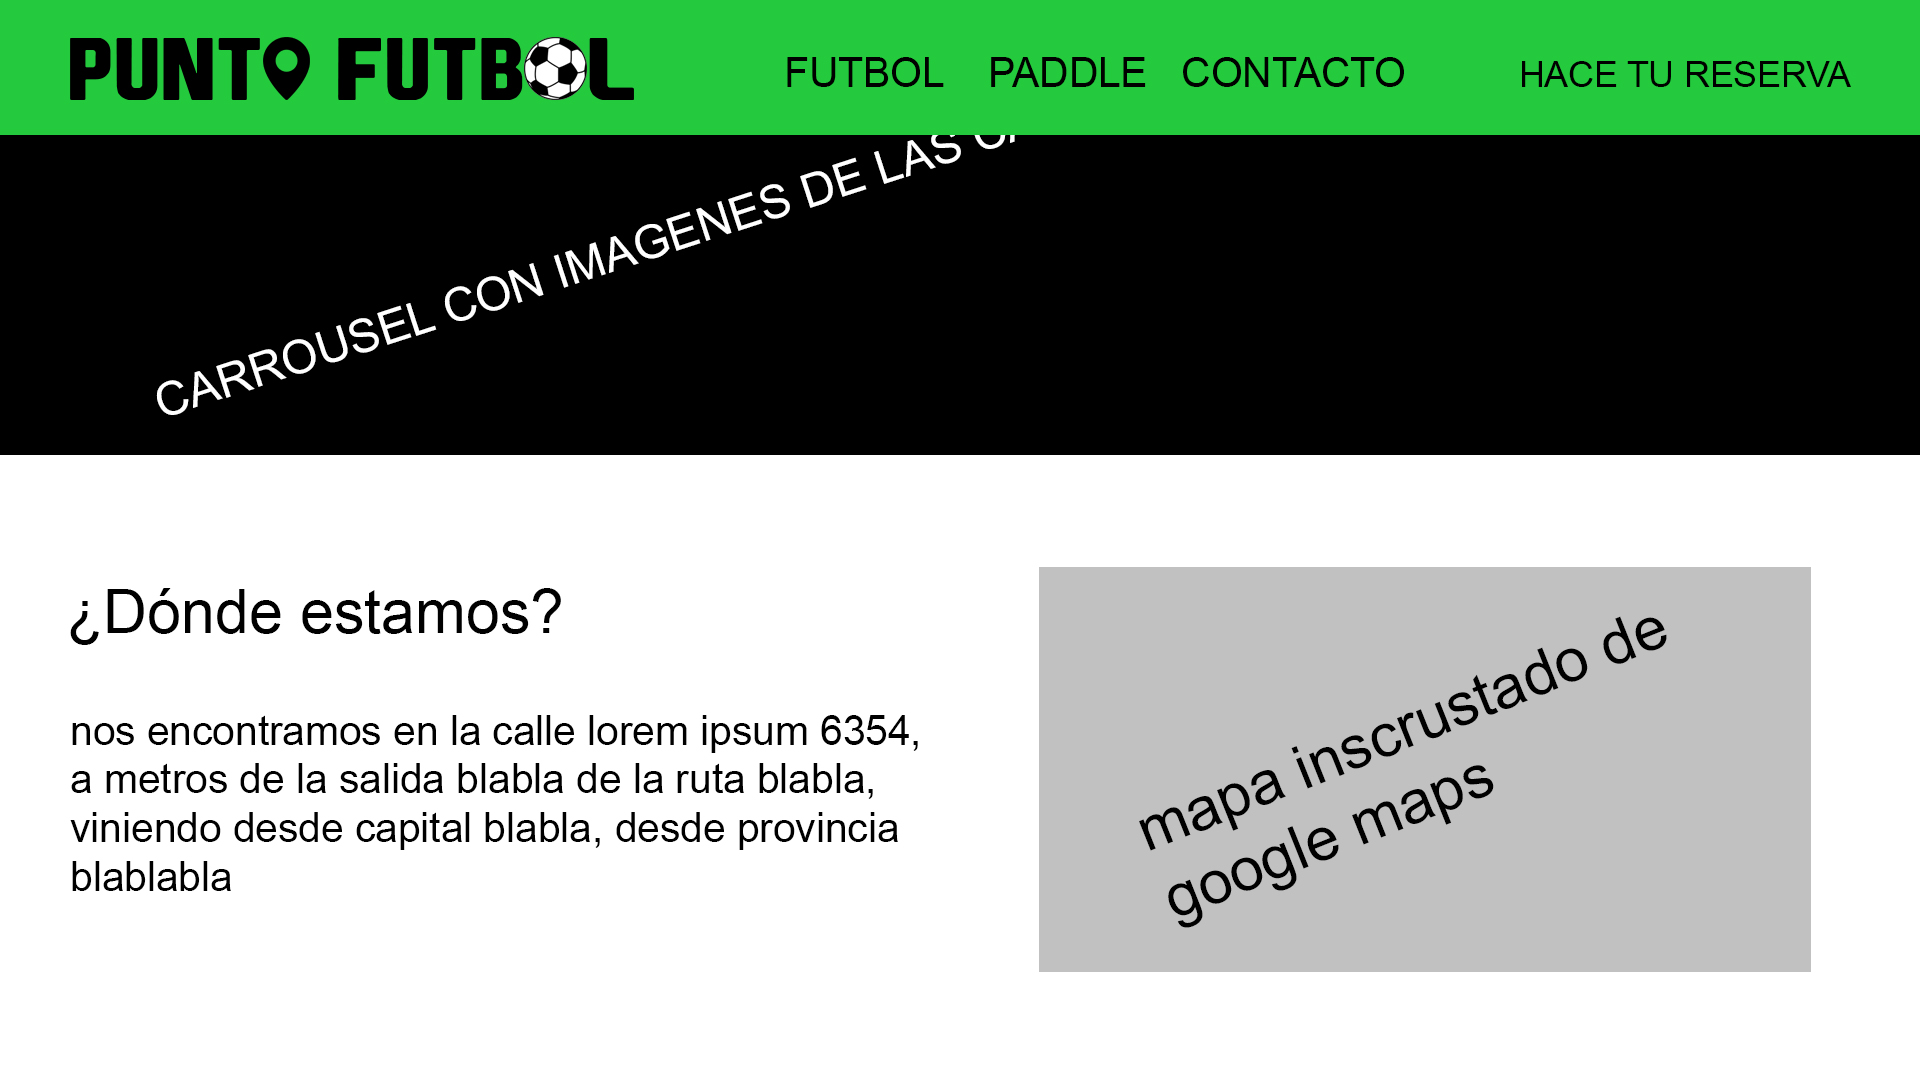 PUNTO FUTBOL
FUTBOL PADDLE CONTACTO HACE TU RESERVA
CARROUSEL CON IMAGENES DE LAS
¿Dónde estamos?
nos encontramos en la calle lorem ipsum 6354,
a metros de la salida blabla de la ruta blabla,
viniendo desde capital blabla, desde provincia
blablabla
mapa inscrustado de
google maps